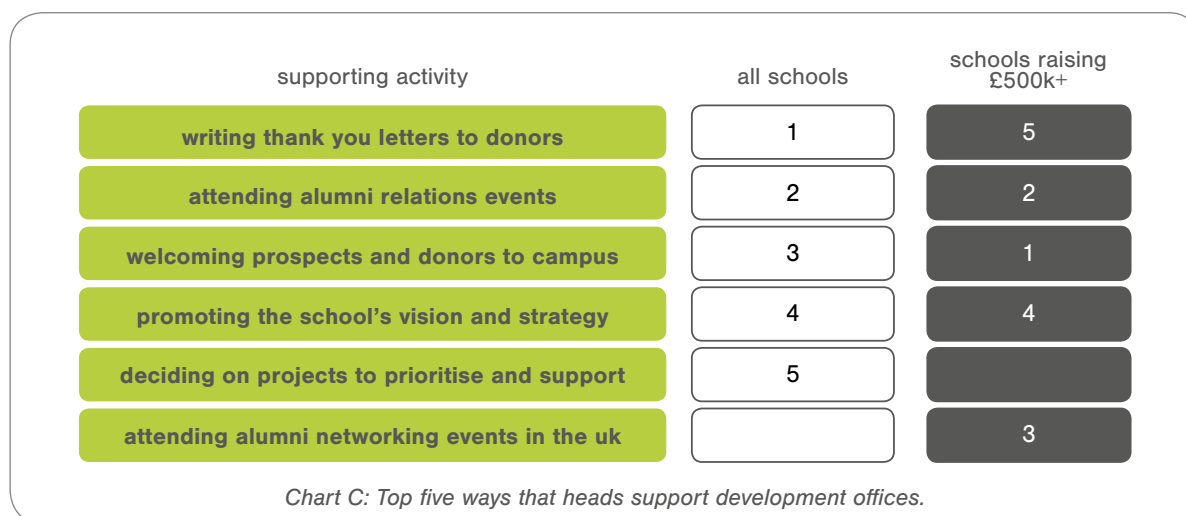 supporting activity all schools schools raising
£500k+
writing thank you letters to donors 1 5
attending alumni relations events 2 2
welcoming prospects and donors to campus 3 1
promoting the school’s vision and strategy 4 4
deciding on projects to prioritise and support 5
attending alumni networking events in the uk 3
Chart C: Top five ways that heads support development offices.